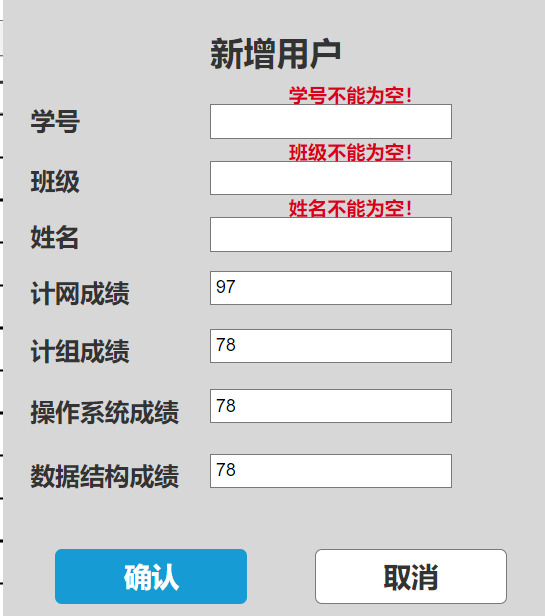 新增用户
学号不能为空!
学号
班级不能为空!
班级
姓名不能为空!
姓名
计网成绩 97
计组成绩 78
操作系统成绩 78
数据结构成绩 78
确认 取消